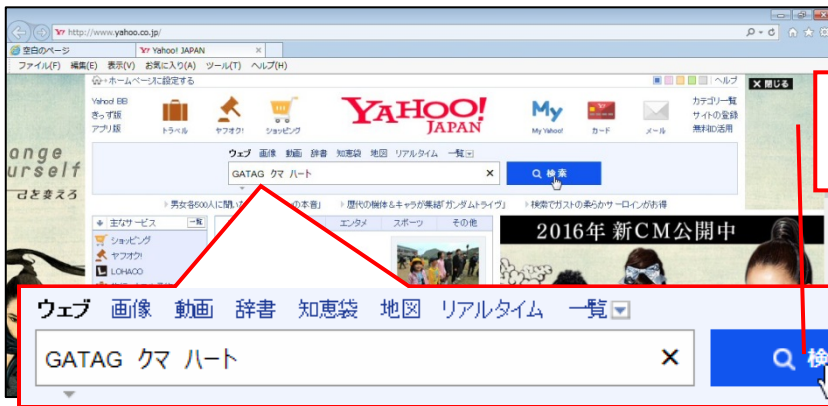 http://www.yahoo.co.jp/
空白のページ
Yahoo! JAPAN
ファイル(F) 編集(E) 表示(V) お気に入り(A) ツール(T) ヘルプ(H)
ホームページに設定する
ヘルプ
× 閉じる
Yahoo! BB
きっず版
アプリ版
トラベル
ヤフオク!
ショッピング
YAHOO!
JAPAN
My
My Yahoo!
カード
メール
カテゴリ一覧
サイトの登録
無料ID活用
ange
urself
己を変えろ
ウェブ 画像 動画 辞書 知恵袋 地図 リアルタイム 一覧
GATAG クマ ハート
検索
男女各500人に聞い
の本音」
歴代の機体&キャラが集結「ガンダムトライヴ」
検索でガストの柔らかサーロインがお得
主なサービス 一覧
エンタメ スポーツ その他
ショッピング
ヤフオク!
LOHACO
2016年 新CM公開中
ウェブ 画像 動画 辞書 知恵袋 地図 リアルタイム 一覧
GATAG クマ ハート
検